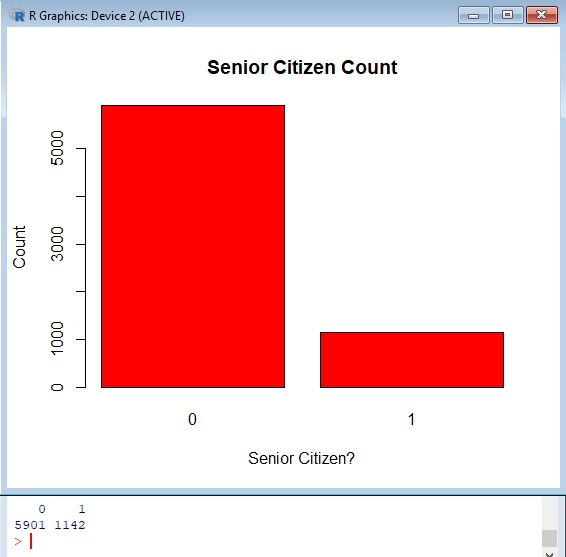 R Graphics: Device 2 (ACTIVE)
Senior Citizen Count
5000
3000
1000
0
Count
0 1
Senior Citizen?
0 1
5901 1142
>